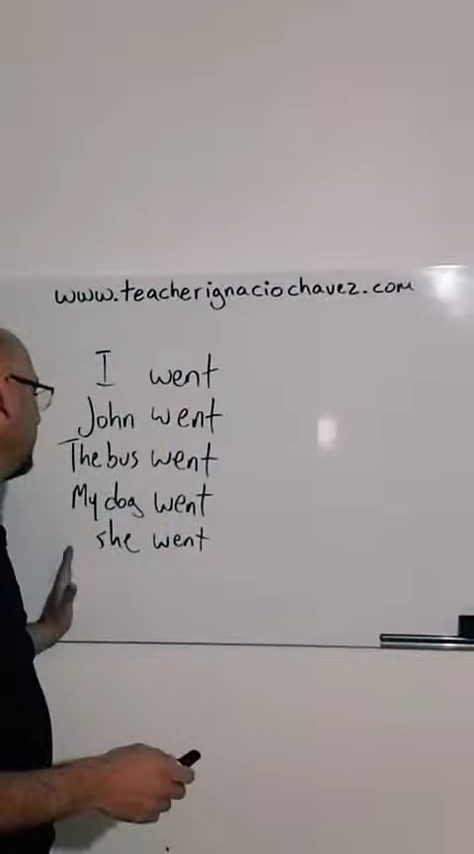 www.teacherignaciochavez.com
I went
John went
The bus went
My dog went
she went